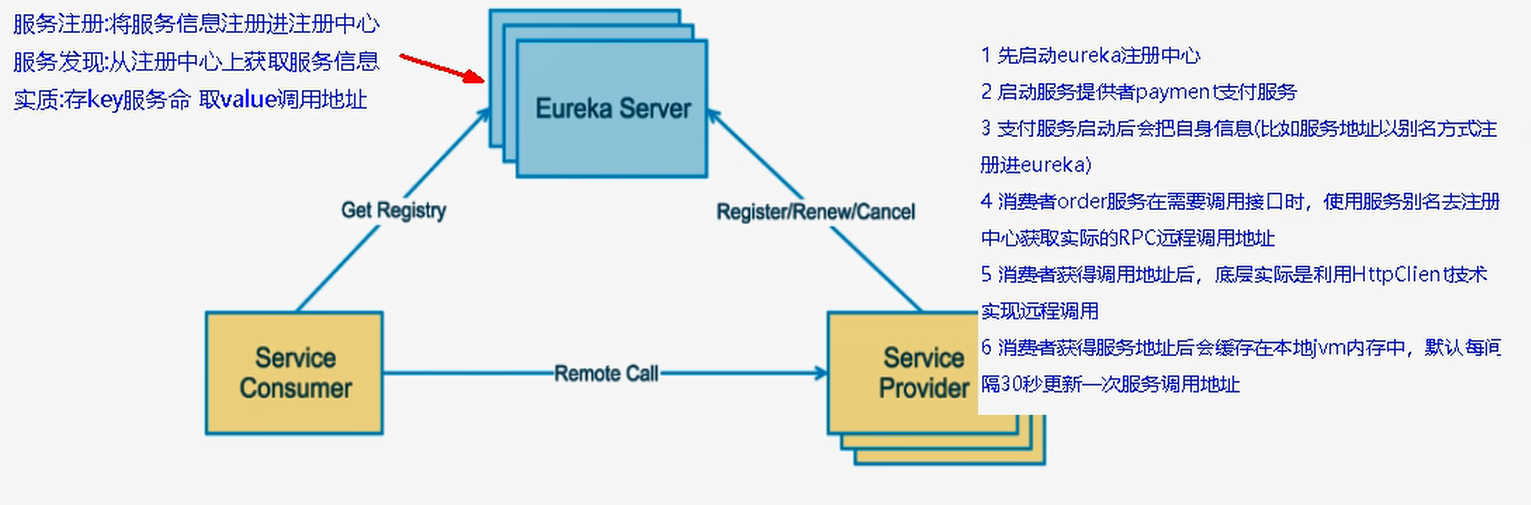 服务注册:将服务信息注册进注册中心
服务发现:从注册中心上获取服务信息
实质:存key服务命 取value调用地址
Eureka Server
Get Registry
Register/Renew/Cancel
Service
Consumer
Remote Call
Service
Provider
1 先启动eureka注册中心
2 启动服务提供者payment支付服务
3 支付服务启动后会把自身信息(比如服务地址以别名方式注
册进eureka)
4 消费者order服务在需要调用接口时，使用服务别名去注册
中心获取实际的RPC远程调用地址
5 消费者获得调用地址后，底层实际是利用HttpClient技术
实现远程调用
6 消费者获得服务地址后会缓存在本地jvm内存中，默认每间
隔30秒更新一次服务调用地址